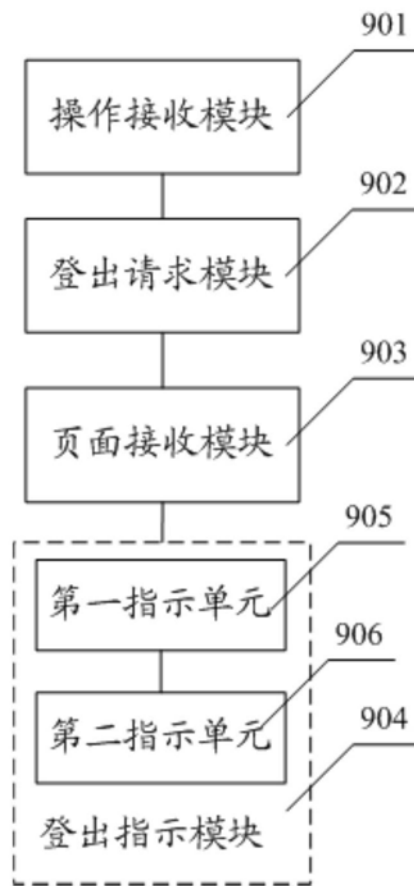 901
操作接收模块
902
登出请求模块
903
页面接收模块
905
第一指示单元
906
第二指示单元
904
登出指示模块